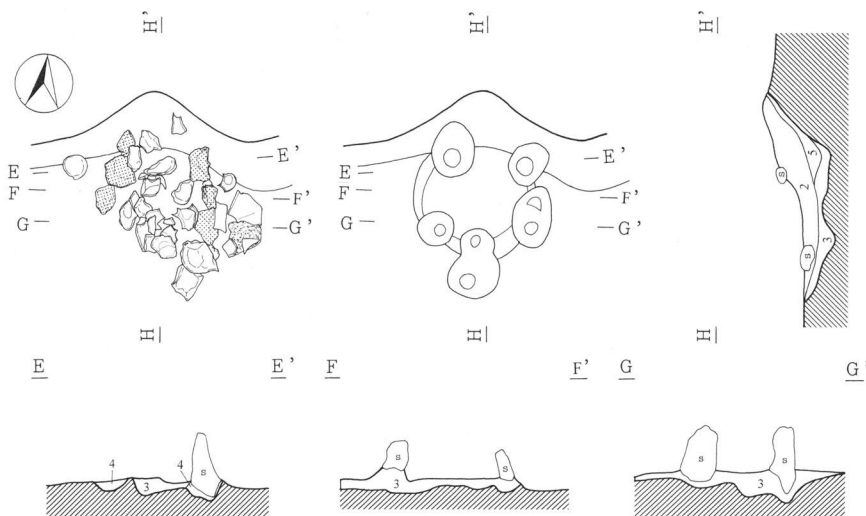 H' H' H'
E E' E'
E
F F
F' F'
G G' G G'
S 5 2 S 3
H H H
E E' F F' G G'
4 3 4 S
S 3 S
S S 3